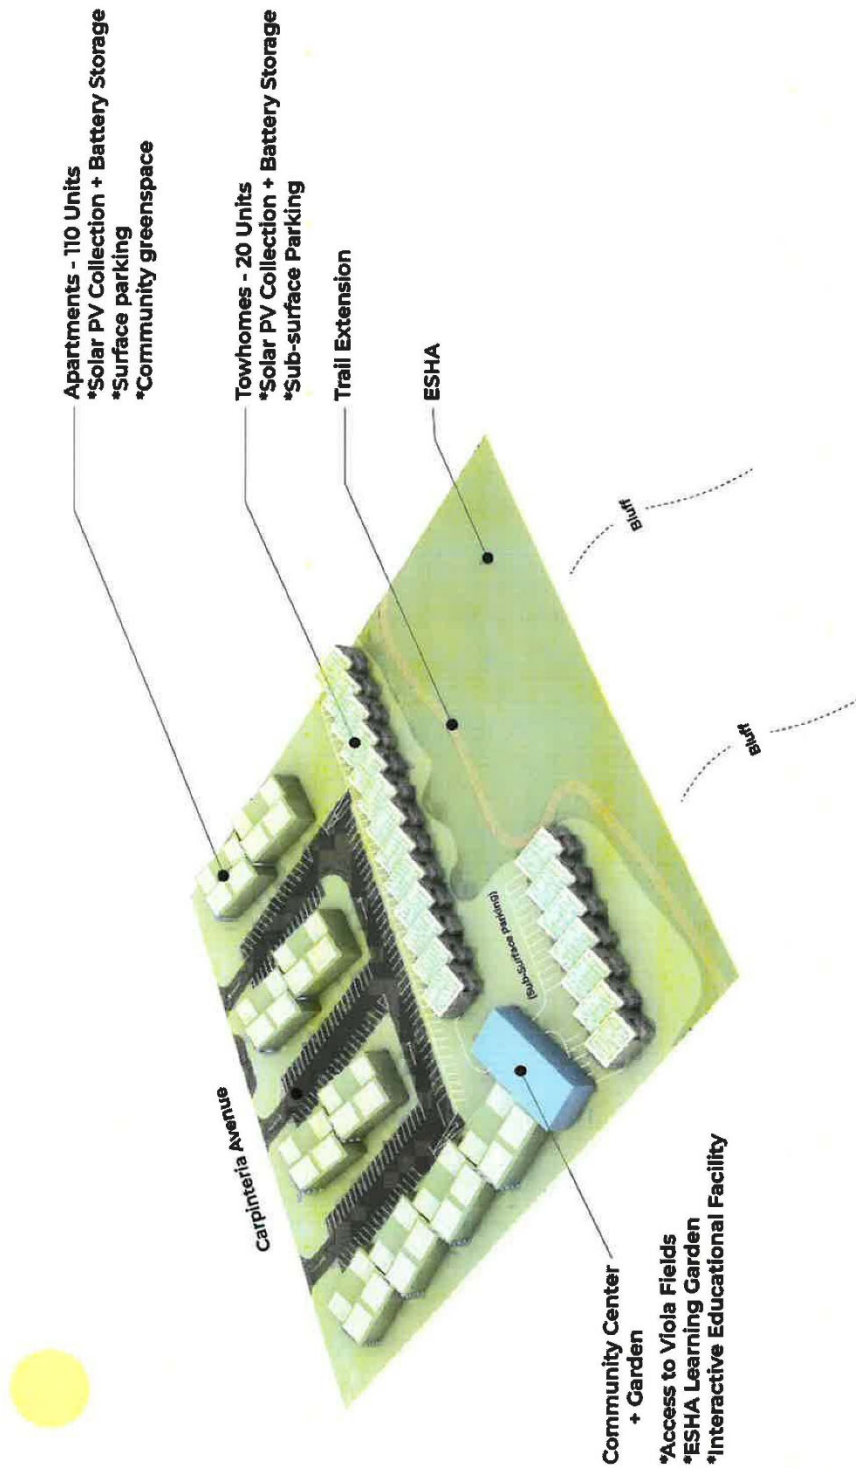 Apartments - 110 Units
*Solar PV Collection + Battery Storage
*Surface parking
*Community greenspace
Towhomes - 20 Units
*Solar PV Collection + Battery Storage
*Sub-surface Parking
Trail Extension
ESHA
Carpinteria Avenue
(Sub-Surface Parking)
Bluff
Bluff
Community Center
+ Garden
*Access to Viola Fields
*ESHA Learning Garden
*Interactive Educational Facility